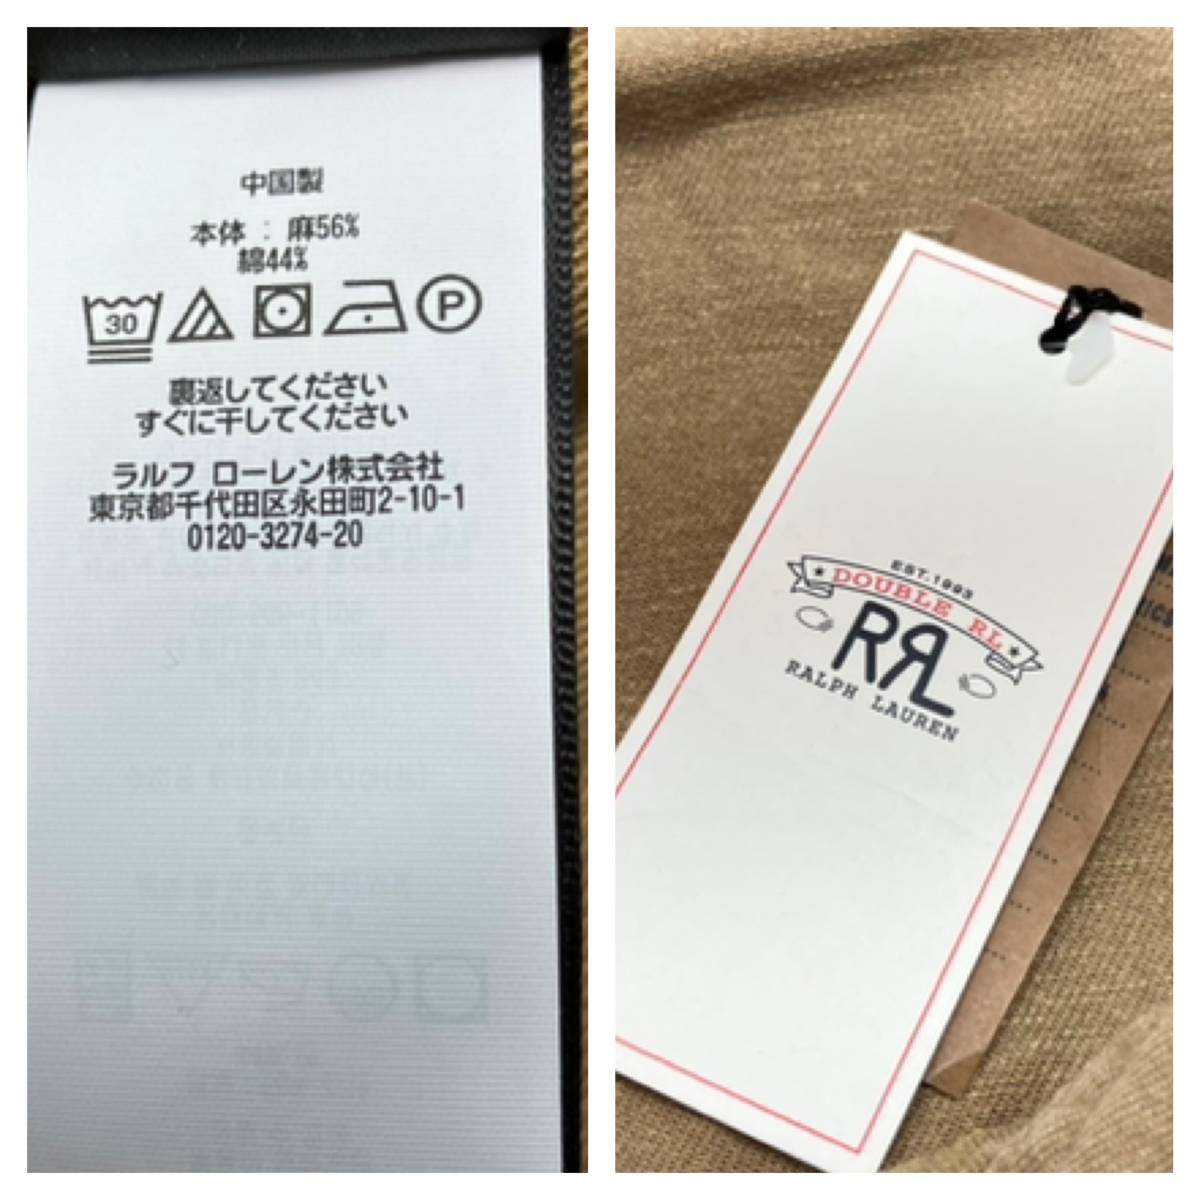 中国製
本体 : 麻56%
綿44%
30
P
裏返してください
すぐに干してください
ラルフ ローレン株式会社
東京都千代田区永田町2-10-1
0120-3274-20
EST.1993
DOUBLE RL
RRL
RALPH LAUREN